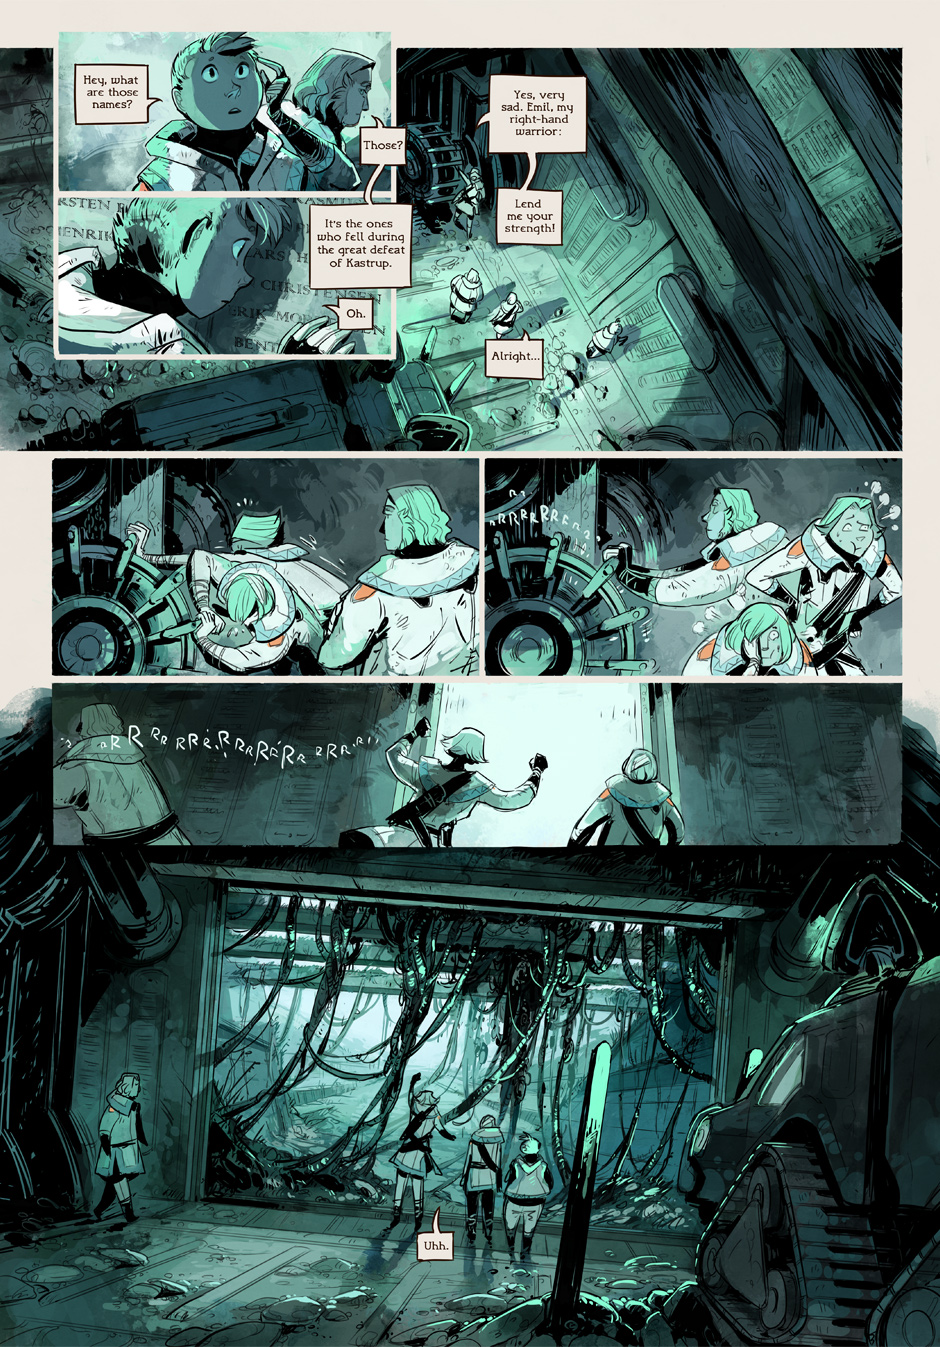 Hey, what
are those
names?
Those?
It's the ones
who fell during
the great defeat
of Kastrup.
Oh.
CHRISTENSEN
Yes, very
sad. Emil, my
right-hand
warrior:
Lend
me your
strength!
Alright...
Uhh.